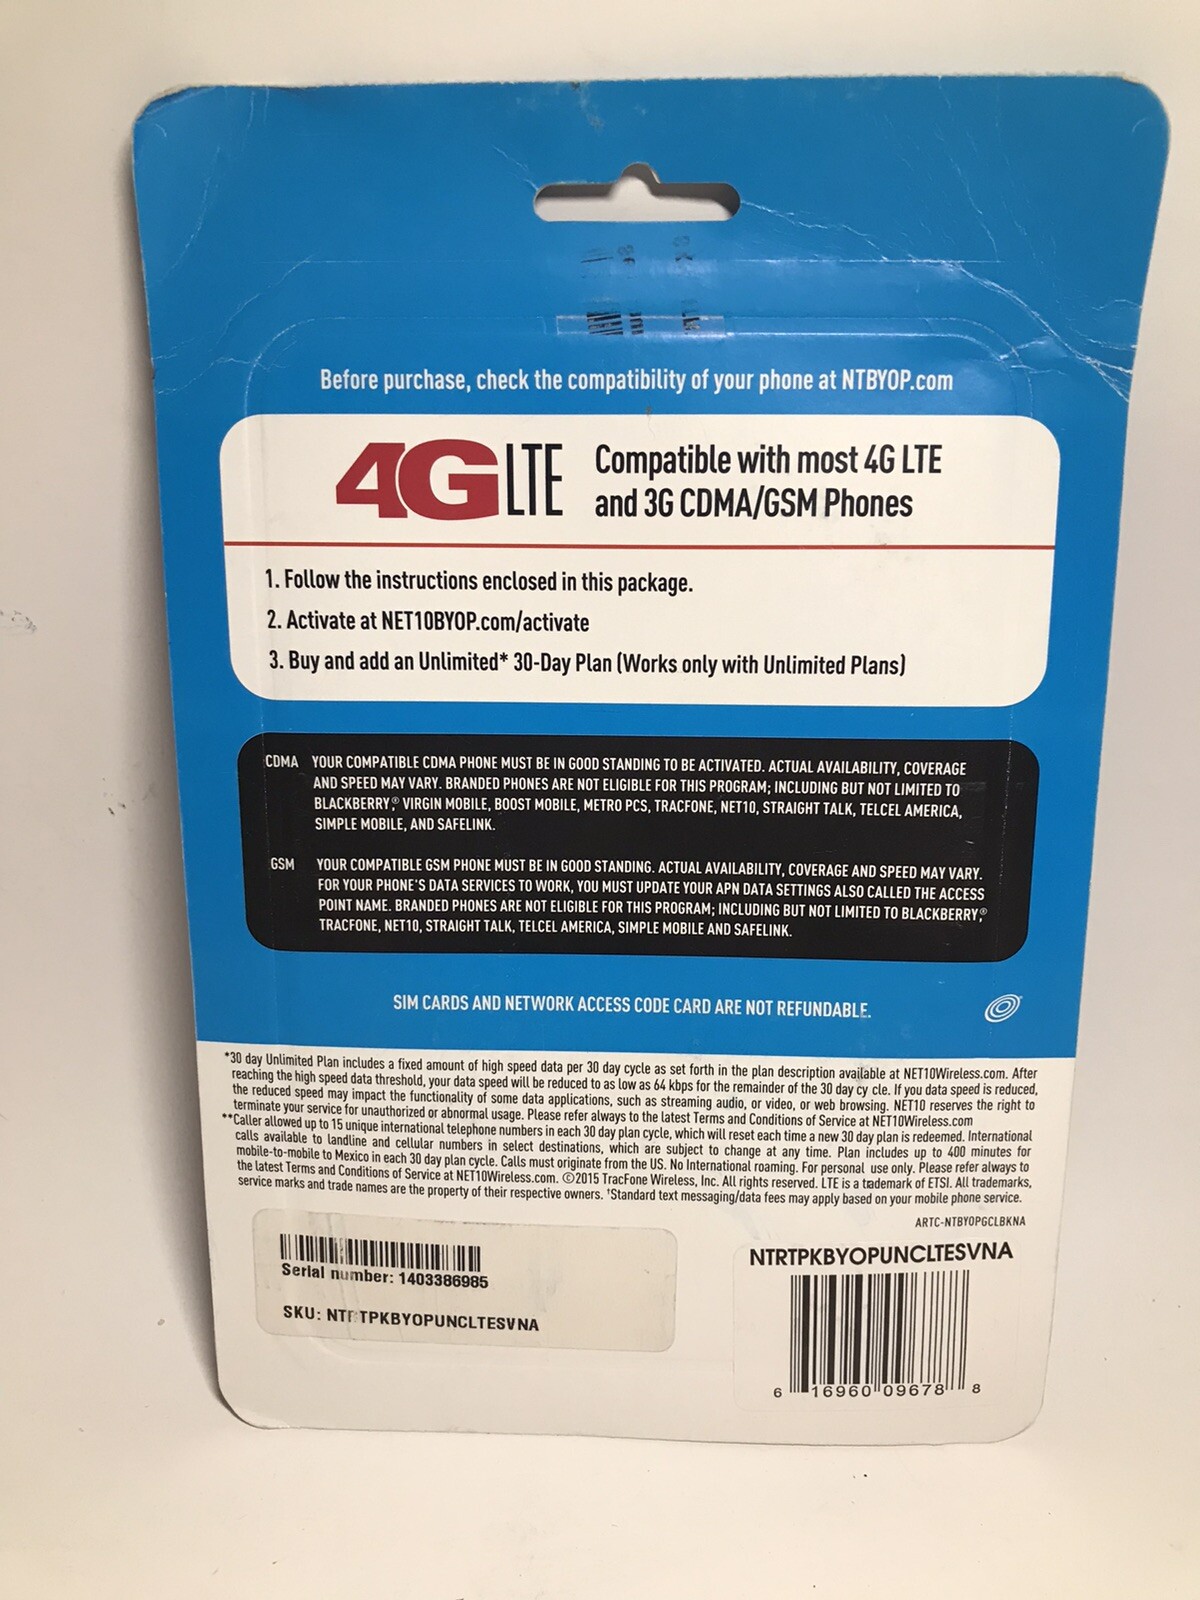 Before purchase, check the compatibility of your phone at NTBYOP.com
4G LTE
Compatible with most 4G LTE
and 3G CDMA/GSM Phones
1. Follow the instructions enclosed in this package.
2. Activate at NET10BYOP.com/activate
3. Buy and add an Unlimited* 30-Day Plan (Works only with Unlimited Plans)
CDMA YOUR COMPATIBLE CDMA PHONE MUST BE IN GOOD STANDING TO BE ACTIVATED. ACTUAL AVAILABILITY, COVERAGE
AND SPEED MAY VARY. BRANDED PHONES ARE NOT ELIGIBLE FOR THIS PROGRAM; INCLUDING BUT NOT LIMITED TO
BLACKBERRY,® VIRGIN MOBILE, BOOST MOBILE, METRO PCS, TRACFONE, NET10, STRAIGHT TALK, TELCEL AMERICA,
SIMPLE MOBILE, AND SAFELINK.
GSM YOUR COMPATIBLE GSM PHONE MUST BE IN GOOD STANDING. ACTUAL AVAILABILITY, COVERAGE AND SPEED MAY VARY.
FOR YOUR PHONE'S DATA SERVICES TO WORK, YOU MUST UPDATE YOUR APN DATA SETTINGS ALSO CALLED THE ACCESS
POINT NAME. BRANDED PHONES ARE NOT ELIGIBLE FOR THIS PROGRAM; INCLUDING BUT NOT LIMITED TO BLACKBERRY,®
TRACFONE, NET10, STRAIGHT TALK, TELCEL AMERICA, SIMPLE MOBILE AND SAFELINK.
SIM CARDS AND NETWORK ACCESS CODE CARD ARE NOT REFUNDABLE.
*30 day Unlimited Plan includes a fixed amount of high speed data per 30 day cycle as set forth in the plan description available at NET10Wireless.com. After
reaching the high speed data threshold, your data speed will be reduced to as low as 64 kbps for the remainder of the 30 day cy cle. If you data speed is reduced,
the reduced speed may impact the functionality of some data applications, such as streaming audio, or video, or web browsing. NET10 reserves the right to
terminate your service for unauthorized or abnormal usage. Please refer always to the latest Terms and Conditions of Service at NET10Wireless.com
**Caller allowed up to 15 unique international telephone numbers in each 30 day plan cycle, which will reset each time a new 30 day plan is redeemed. International
calls available to landline and cellular numbers in select destinations, which are subject to change at any time. Plan includes up to 400 minutes for
mobile-to-mobile to Mexico in each 30 day plan cycle. Calls must originate from the US. No International roaming. For personal use only. Please refer always to
the latest Terms and Conditions of Service at NET10Wireless.com. ©2015 TracFone Wireless, Inc. All rights reserved. LTE is a trademark of ETSI. All trademarks,
service marks and trade names are the property of their respective owners. †Standard text messaging/data fees may apply based on your mobile phone service.
ARTC-NTBYOPGCLBKNA
Serial number: 1403386985
SKU: NTRTPKBYOPUNCLTESVNA
NTRTPKBYOPUNCLTESVNA
6 16960 09678 8